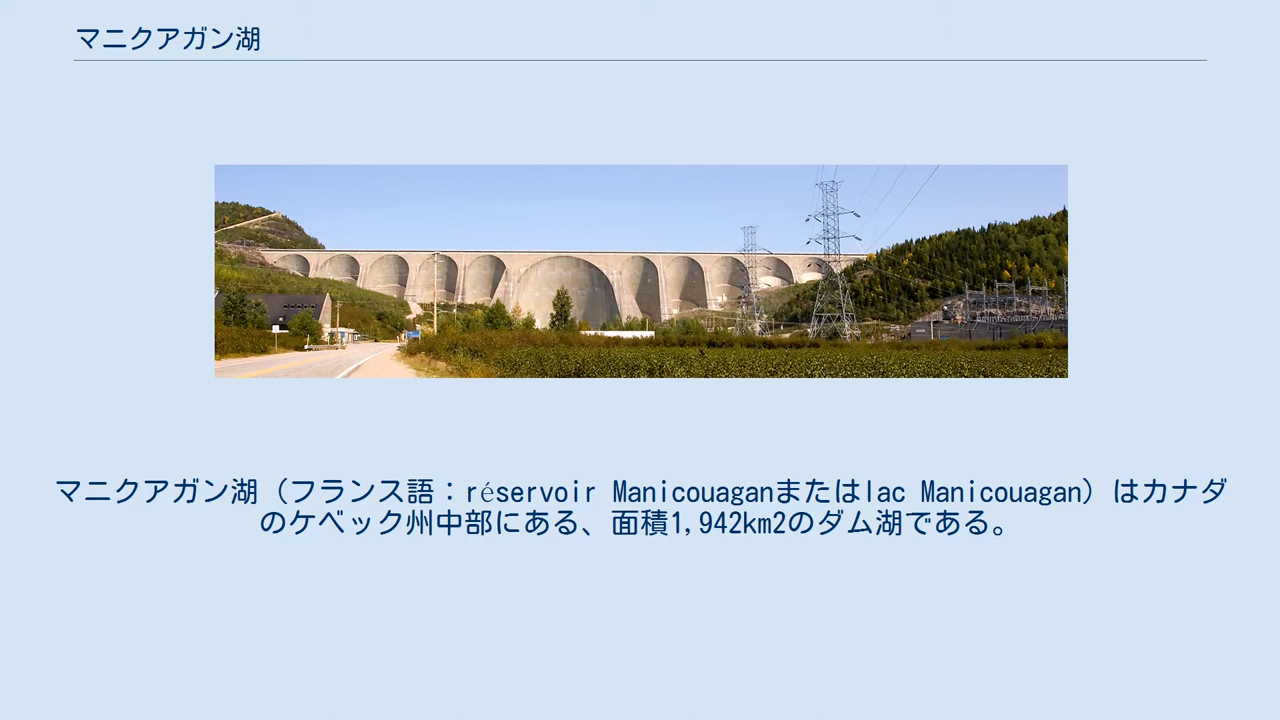 マニクアガン湖
マニクアガン湖（フランス語：réservoir Manicouaganまたはlac Manicouagan）はカナダ
のケベック州中部にある、面積1,942km2のダム湖である。